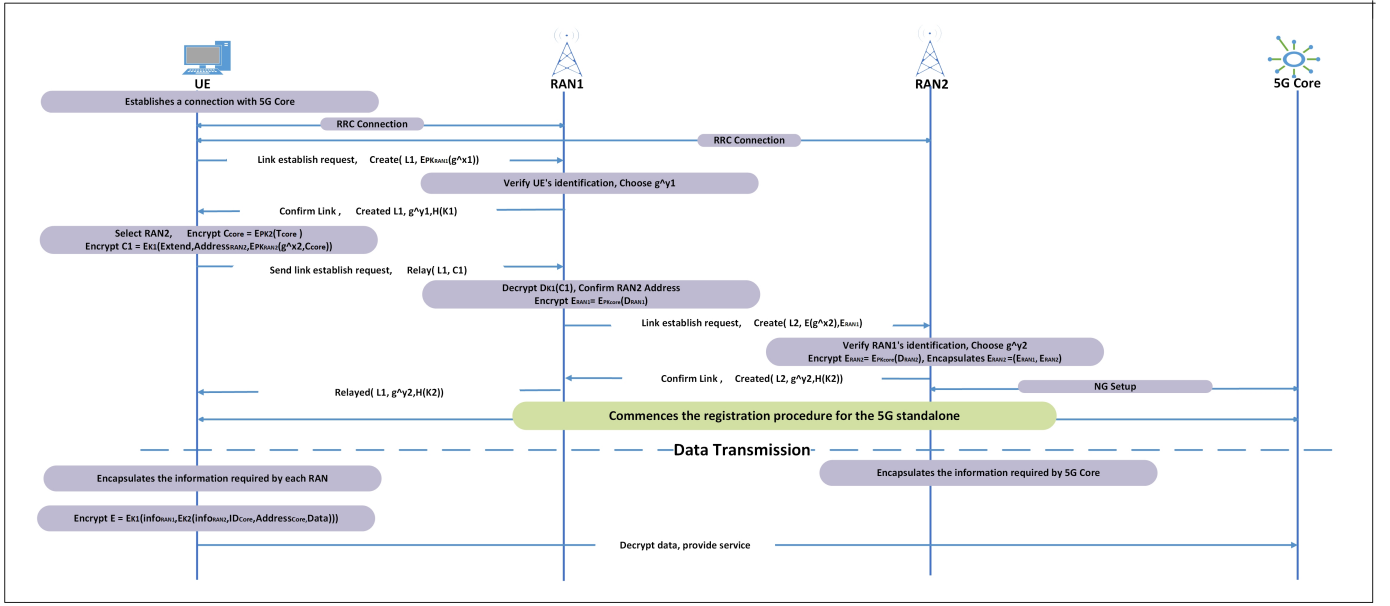 UE
RAN1
RAN2
5G Core
Establishes a connection with 5G Core
RRC Connection
RRC Connection
Link establish request, Create( L1, EPKRAN1(g^x1))
Verify UE's identification, Choose g^y1
Confirm Link , Created L1, g^y1,H(K1)
Select RAN2, Encrypt Ccore = EPK2(Tcore )
Encrypt C1 = EK1(Extend,AddressRAN2,EPKRAN2(g^x2,Ccore))
Send link establish request, Relay( L1, C1)
Decrypt DK1(C1), Confirm RAN2 Address
Encrypt ERAN1= EPKcore(DRAN1)
Link establish request, Create( L2, E(g^x2),ERAN1)
Verify RAN1's identification, Choose g^y2
Encrypt ERAN2= EPKcore(DRAN2), Encapsulates ERAN2 =(ERAN1, ERAN2)
Confirm Link , Created( L2, g^y2,H(K2))
NG Setup
Relayed( L1, g^y2,H(K2))
Commences the registration procedure for the 5G standalone
Data Transmission
Encapsulates the information required by each RAN
Encapsulates the information required by 5G Core
Encrypt E = EK1(infoRAN1,EK2(infoRAN2,IDCore,AddressCore,Data)))
Decrypt data, provide service